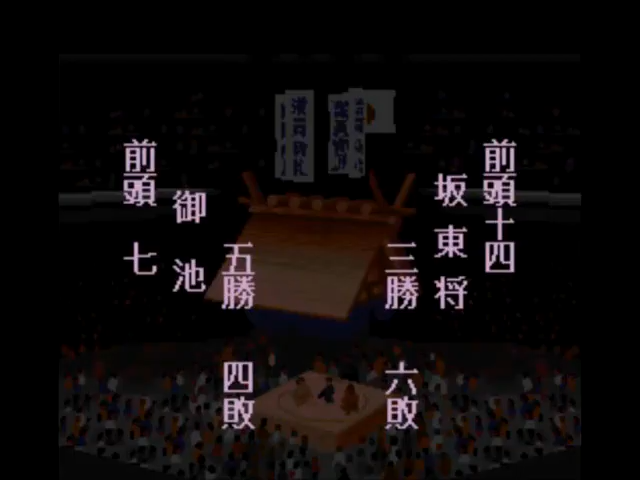 前頭十四
坂東将
三勝 六敗
前頭 七
御池
五勝 四敗